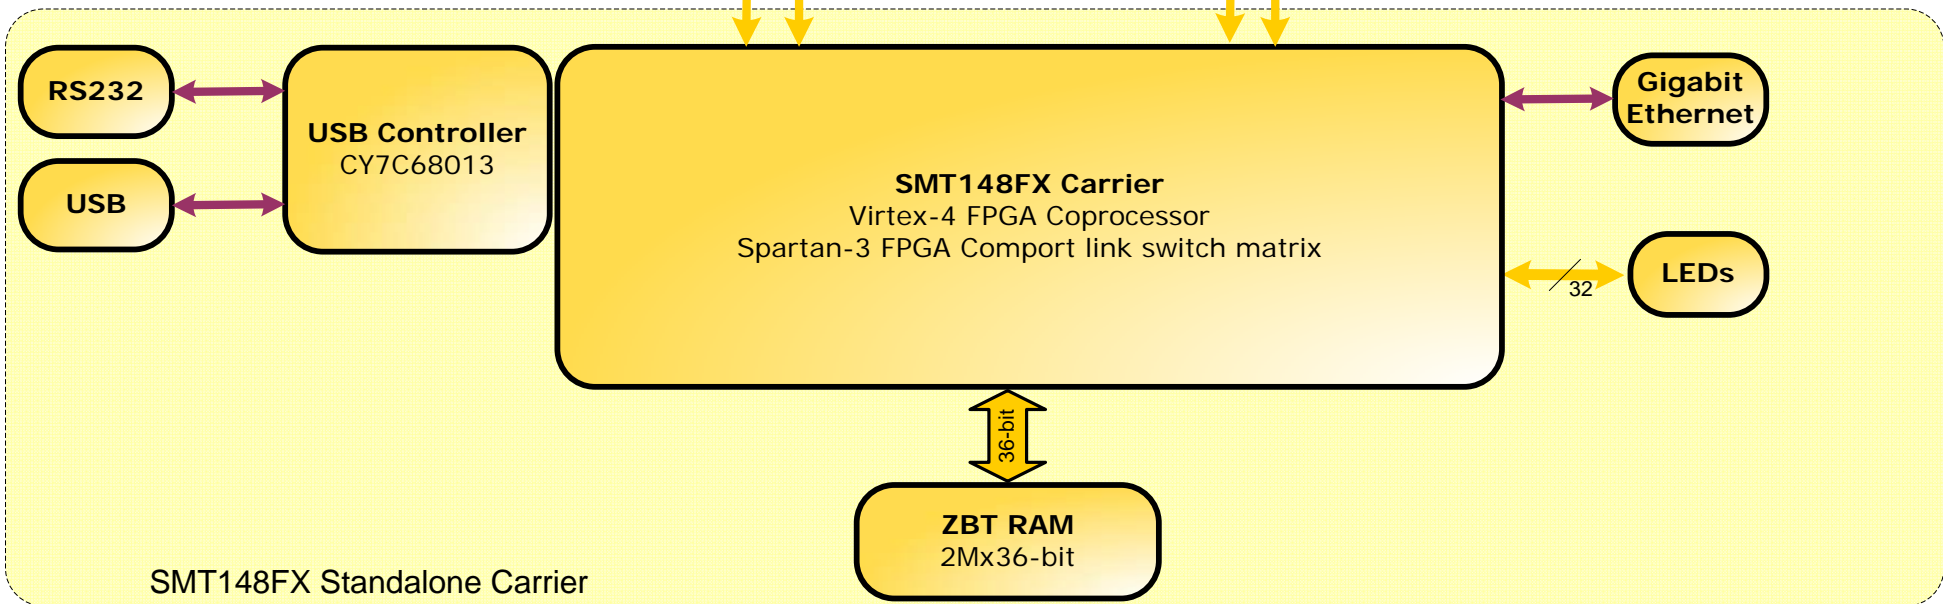 RS232
USB
USB Controller
CY7C68013
SMT148FX Carrier
Virtex-4 FPGA Coprocessor
Spartan-3 FPGA Comport link switch matrix
Gigabit
Ethernet
LEDs
32
36-bit
ZBT RAM
2Mx36-bit
SMT148FX Standalone Carrier